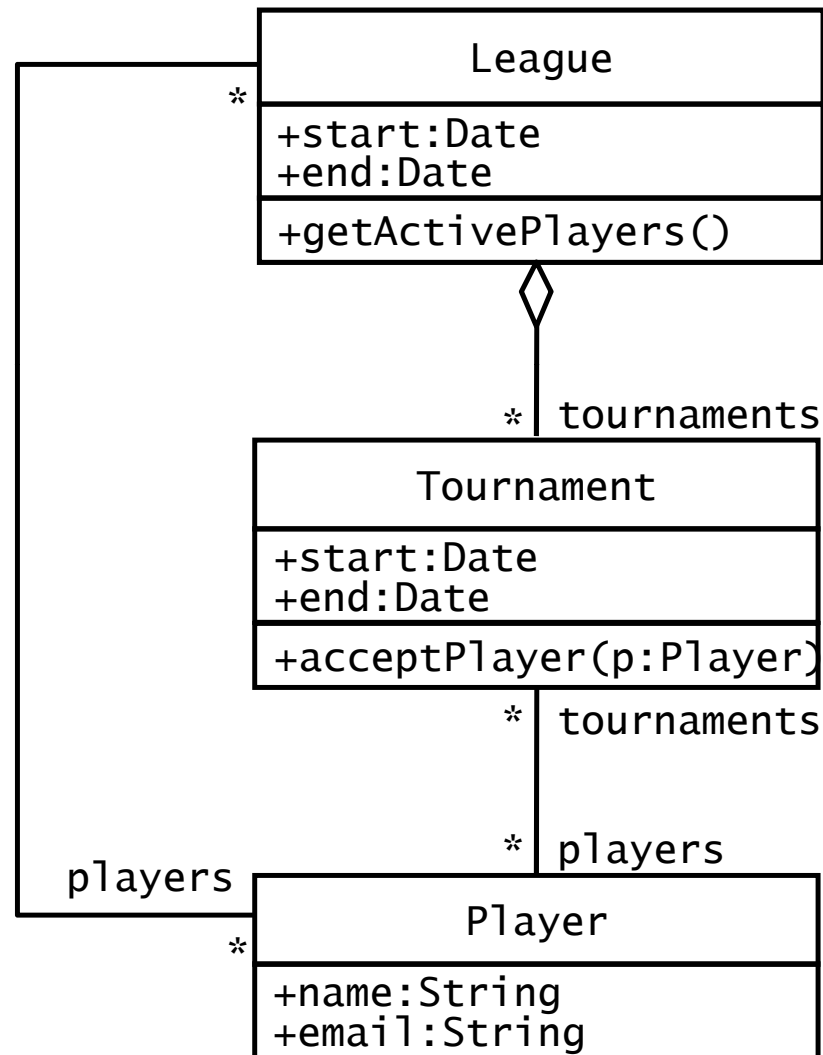 League
*
+start:Date
+end:Date
+getActivePlayers()
* tournaments
Tournament
+start:Date
+end:Date
+acceptPlayer(p:Player)
* tournaments
* players
players
Player
*
+name:String
+email:String